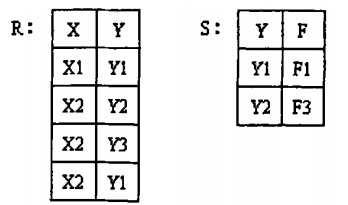 R: X Y S: Y F
X1 Y1 Y1 F1
X2 Y2 Y2 F3
X2 Y3
X2 Y1